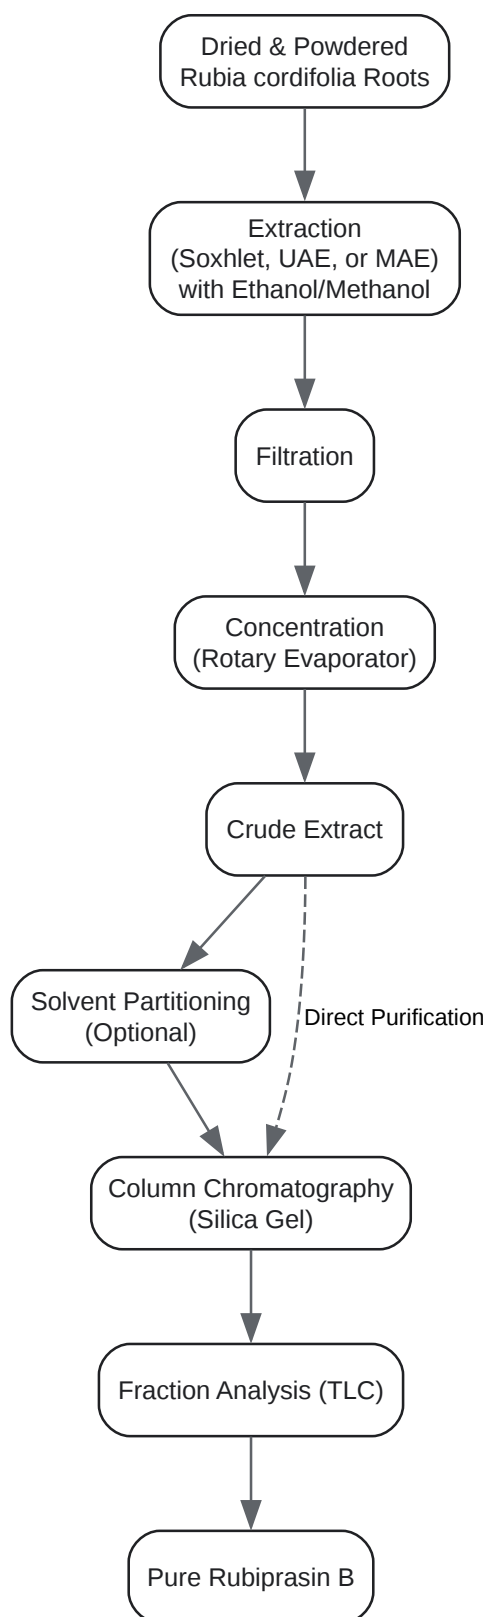 Dried & Powdered
Rubia cordifolia Roots
Extraction
(Soxhlet, UAE, or MAE)
with Ethanol/Methanol
Filtration
Concentration
(Rotary Evaporator)
Crude Extract
Solvent Partitioning
(Optional)
Direct Purification
Column Chromatography
(Silica Gel)
Fraction Analysis (TLC)
Pure Rubiprasin B